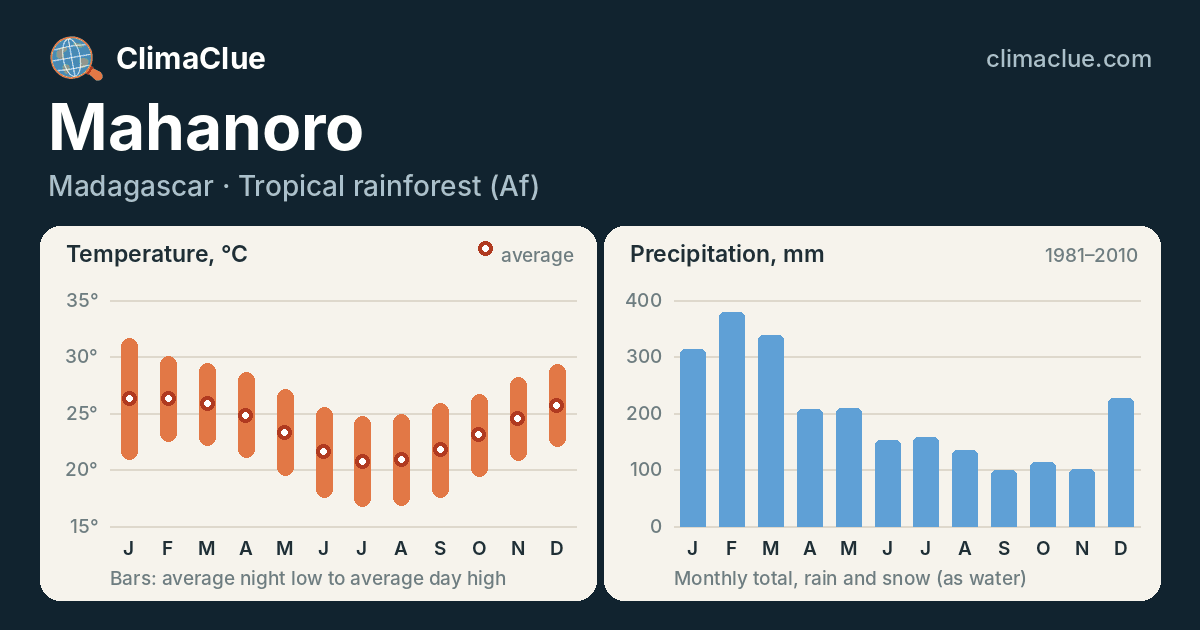 ClimaClue
climaclue.com
Mahanoro
Madagascar · Tropical rainforest (Af)
Temperature, °C
average
35°
30°
25°
20°
15°
J F M A M J J A S O N D
Bars: average night low to average day high
Precipitation, mm
1981–2010
400
300
200
100
0
J F M A M J J A S O N D
Monthly total, rain and snow (as water)